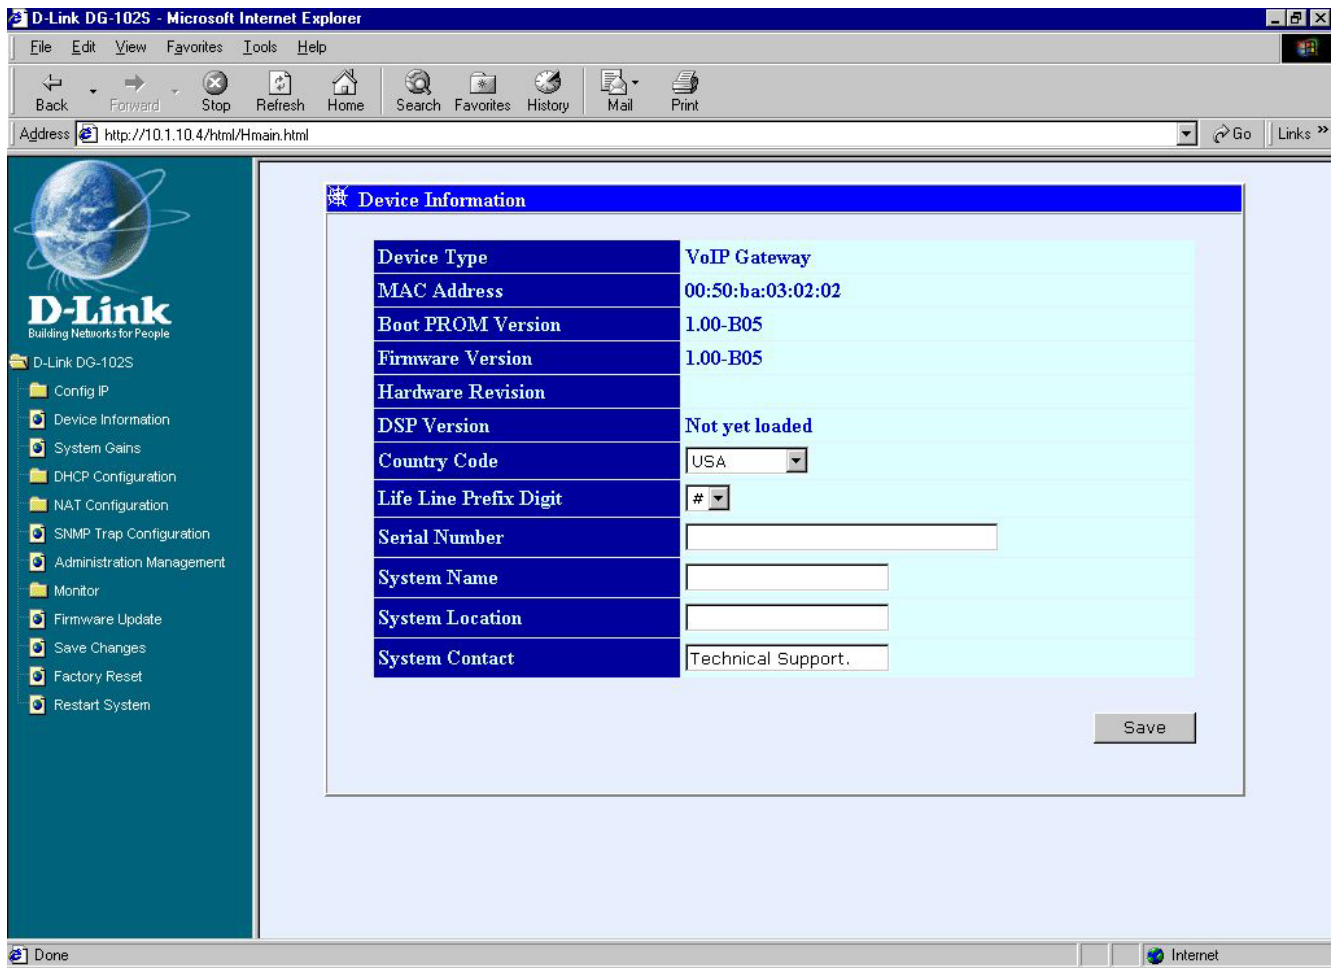 D-Link DG-102S - Microsoft Internet Explorer
File Edit View Favorites Tools Help
Back Forward Stop Refresh Home Search Favorites History Mail Print
Address http://10.1.10.4/html/Hmain.html Go Links »
D-Link
Building Networks for People
D-Link DG-102S
Config IP
Device Information
System Gains
DHCP Configuration
NAT Configuration
SNMP Trap Configuration
Administration Management
Monitor
Firmware Update
Save Changes
Factory Reset
Restart System
Device Information
Device Type VoIP Gateway
MAC Address 00:50:ba:03:02:02
Boot PROM Version 1.00-B05
Firmware Version 1.00-B05
Hardware Revision
DSP Version Not yet loaded
Country Code USA
Life Line Prefix Digit #
Serial Number
System Name
System Location
System Contact Technical Support.
Save
Done Internet